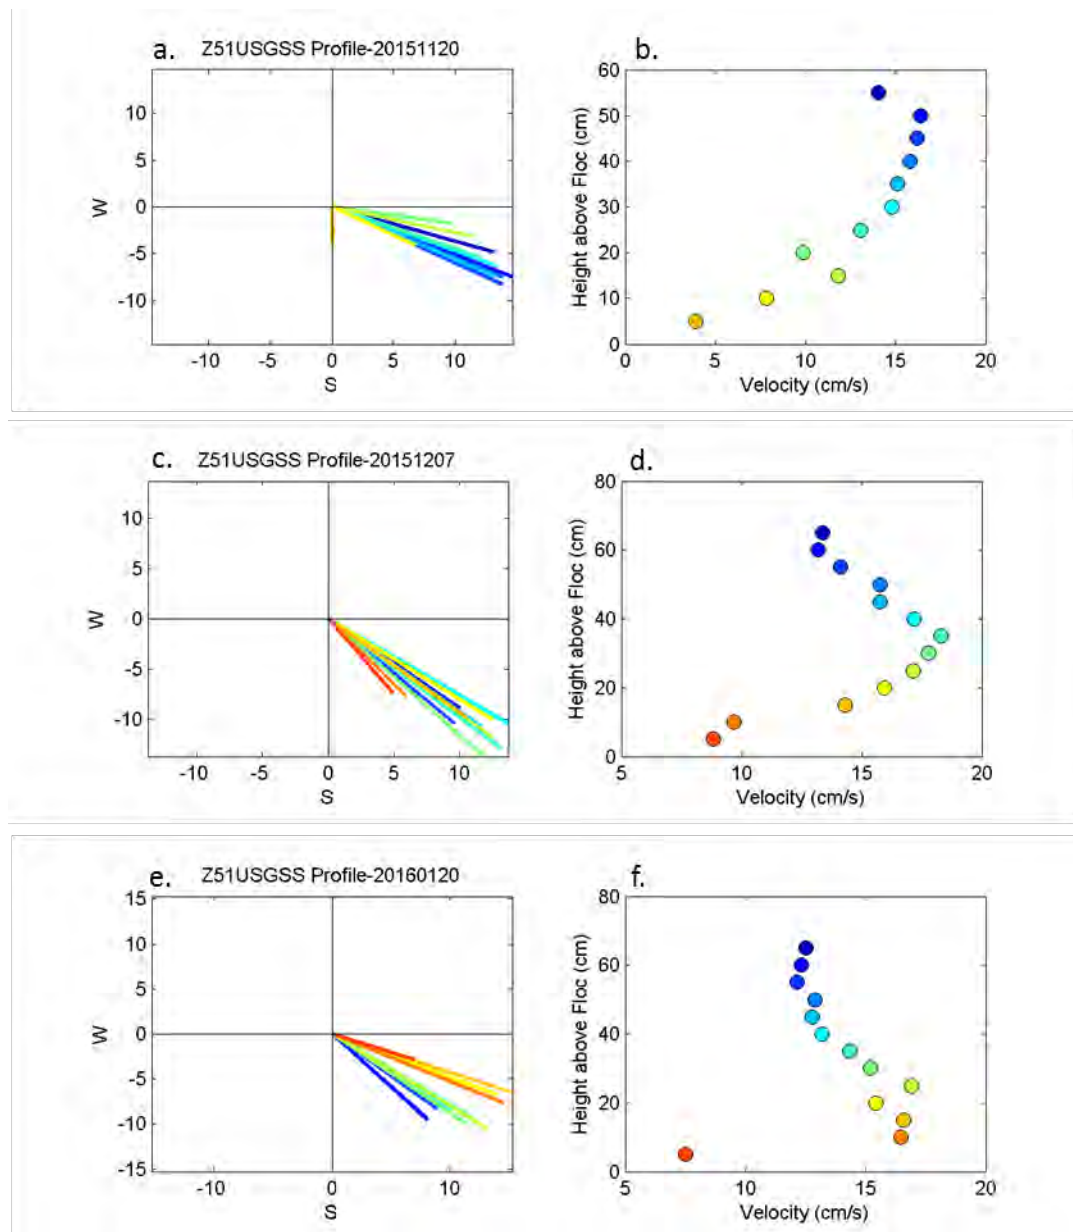 a. Z51USGSS Profile-20151120
10
5
0
-5
-10
W
-10 -5 0 5 10
S
b.
60
50
40
30
20
10
0
Height above Floc (cm)
0 5 10 15 20
Velocity (cm/s)
c. Z51USGSS Profile-20151207
10
5
0
-5
-10
W
-10 -5 0 5 10
S
d.
80
60
40
20
0
Height above Floc (cm)
5 10 15 20
Velocity (cm/s)
e. Z51USGSS Profile-20160120
15
10
5
0
-5
-10
-15
W
-10 0 10
S
f.
80
60
40
20
0
Height above Floc (cm)
5 10 15 20
Velocity (cm/s)